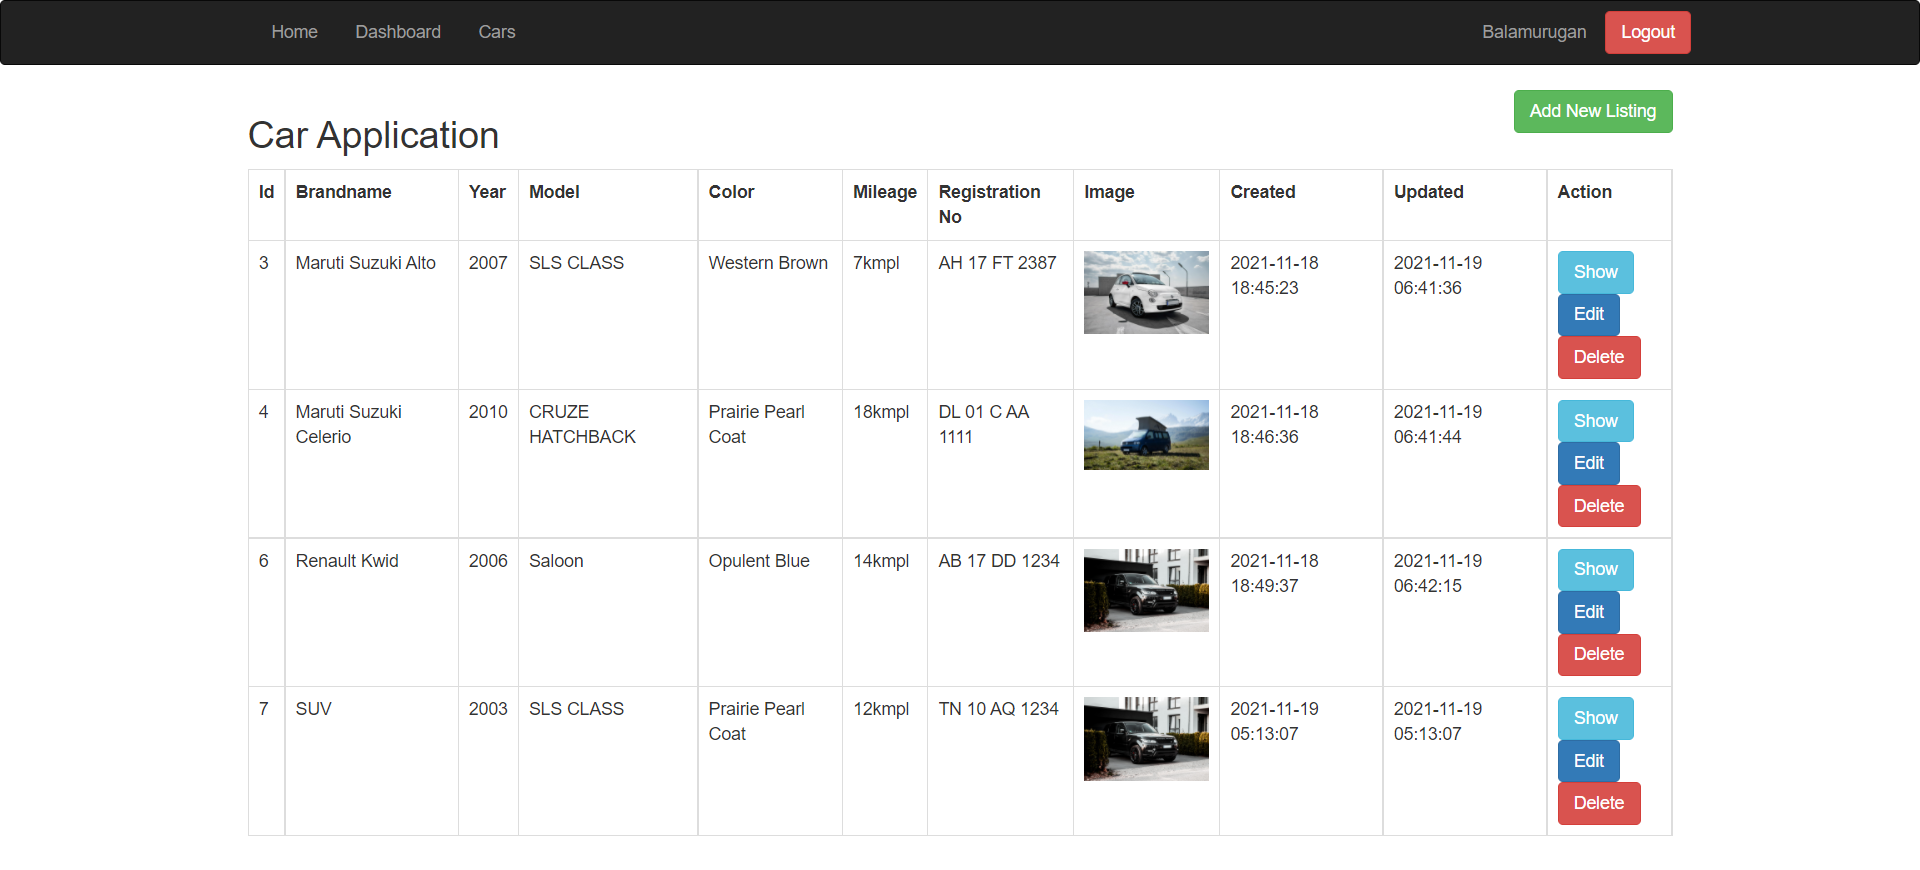 Home Dashboard Cars Balamurugan Logout
Add New Listing
Car Application
Id Brandname Year Model Color Mileage Registration No Image Created Updated Action
3 Maruti Suzuki Alto 2007 SLS CLASS Western Brown 7kmpl AH 17 FT 2387 2021-11-18 18:45:23 2021-11-19 06:41:36 Show
Edit
Delete
4 Maruti Suzuki Celerio 2010 CRUZE HATCHBACK Prairie Pearl Coat 18kmpl DL 01 C AA 1111 2021-11-18 18:46:36 2021-11-19 06:41:44 Show
Edit
Delete
6 Renault Kwid 2006 Saloon Opulent Blue 14kmpl AB 17 DD 1234 2021-11-18 18:49:37 2021-11-19 06:42:15 Show
Edit
Delete
7 SUV 2003 SLS CLASS Prairie Pearl Coat 12kmpl TN 10 AQ 1234 2021-11-19 05:13:07 2021-11-19 05:13:07 Show
Edit
Delete